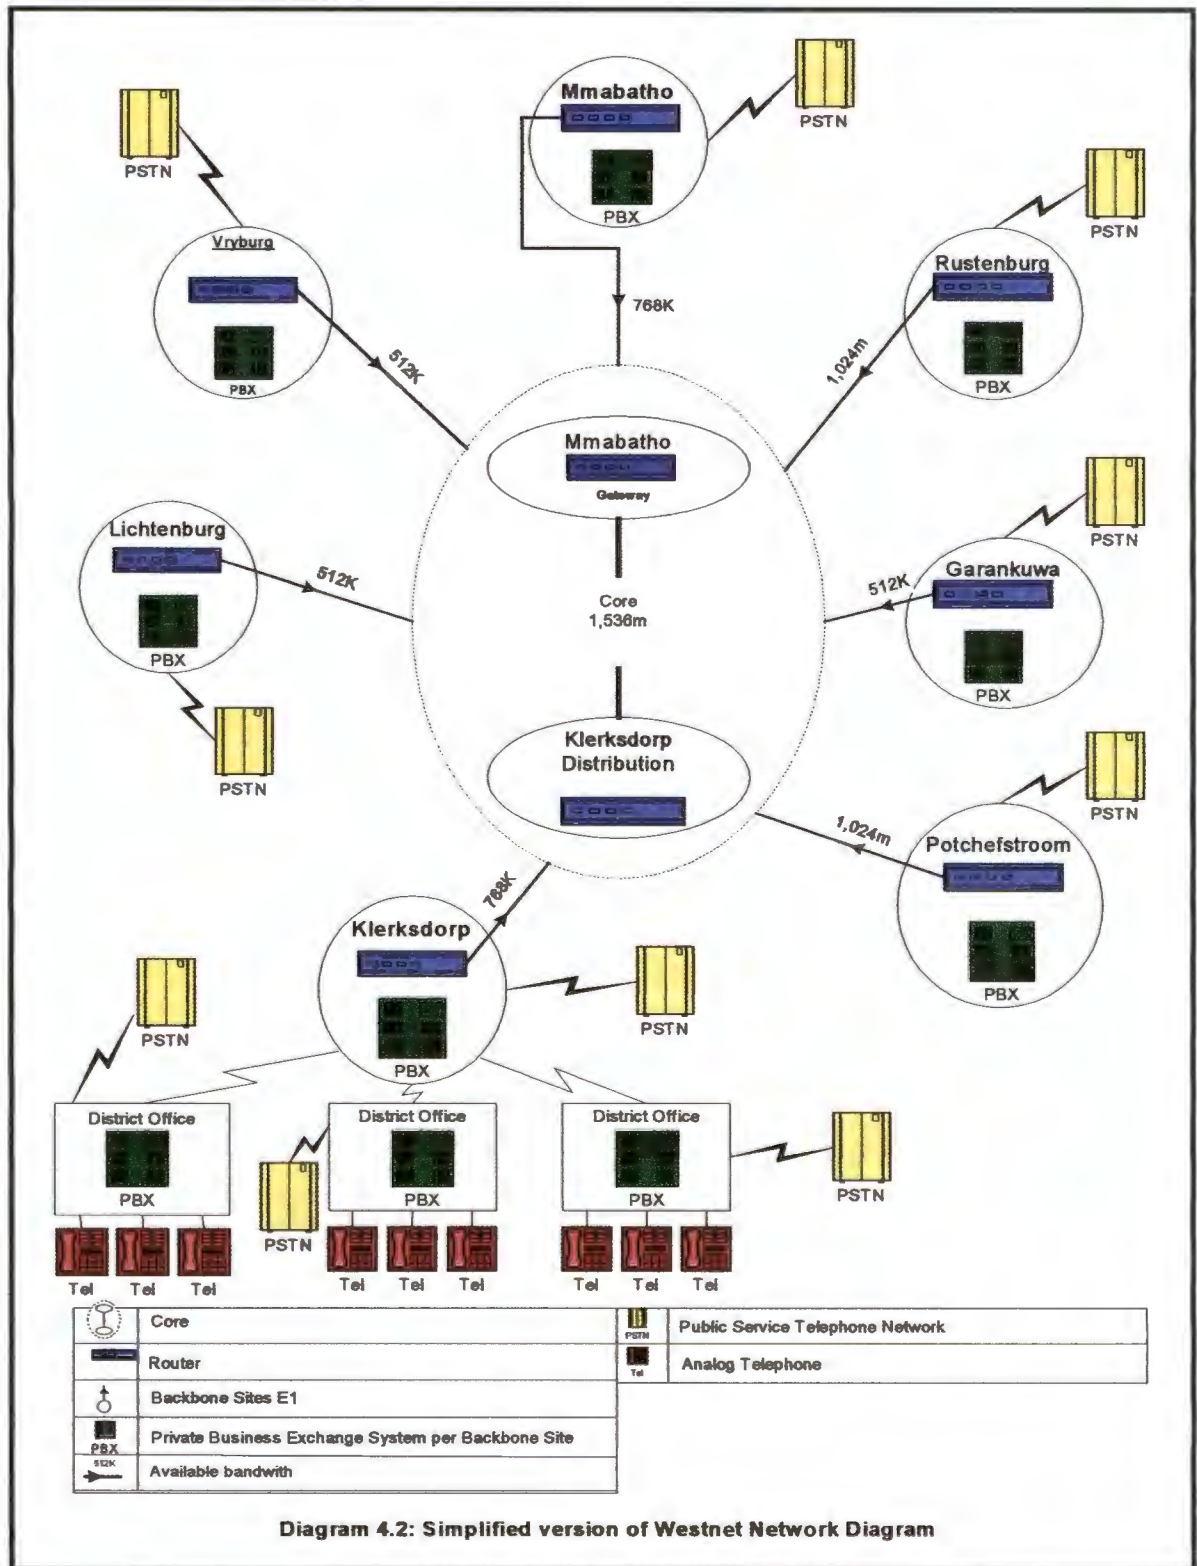 Mmabatho
PBX
PSTN
PSTN
Vryburg
PBX
512K
768K
Rustenburg
PBX
PSTN
1,024m
Mmabatho
Gateway
Core
1,536m
Klerksdorp
Distribution
Lichtenburg
PBX
PSTN
512K
Garankuwa
PBX
PSTN
512K
Potchefstroom
PBX
PSTN
1,024m
Klerksdorp
PBX
PSTN
768K
PSTN
District Office
PBX
Tel Tel Tel
PSTN
District Office
PBX
Tel Tel Tel
District Office
PBX
PSTN
Tel Tel Tel
Core
Router
Backbone Sites E1
PBX
Private Business Exchange System per Backbone Site
512K
Available bandwith
PSTN
Public Service Telephone Network
Tel
Analog Telephone
Diagram 4.2: Simplified version of Westnet Network Diagram